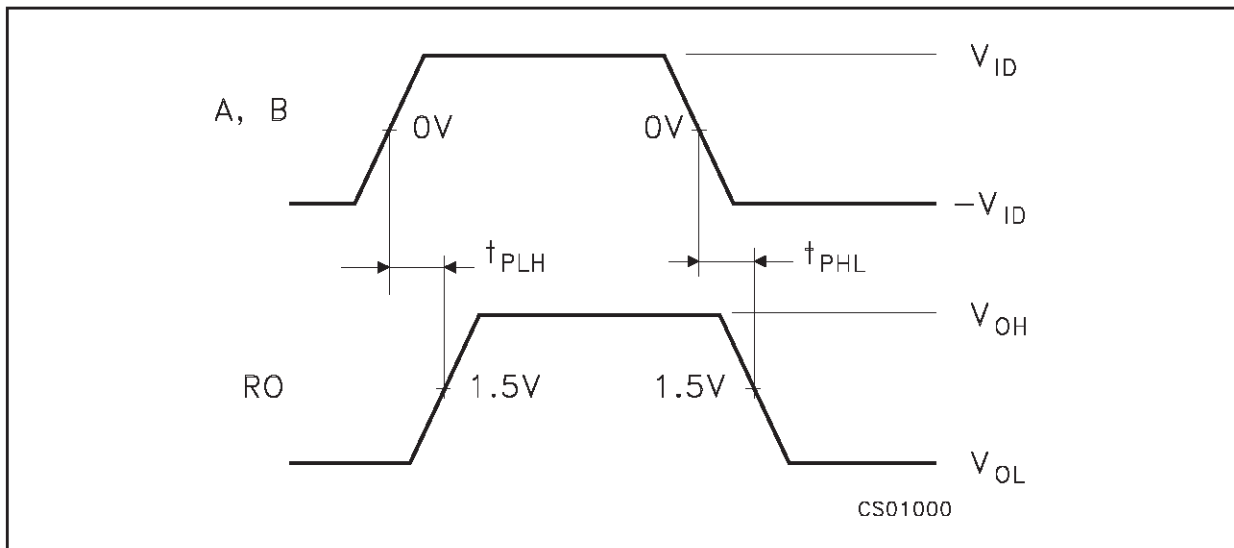 V_ID
A, B
0V
0V
-V_ID
t_PLH
t_PHL
V_OH
RO
1.5V
1.5V
V_OL
CS01000